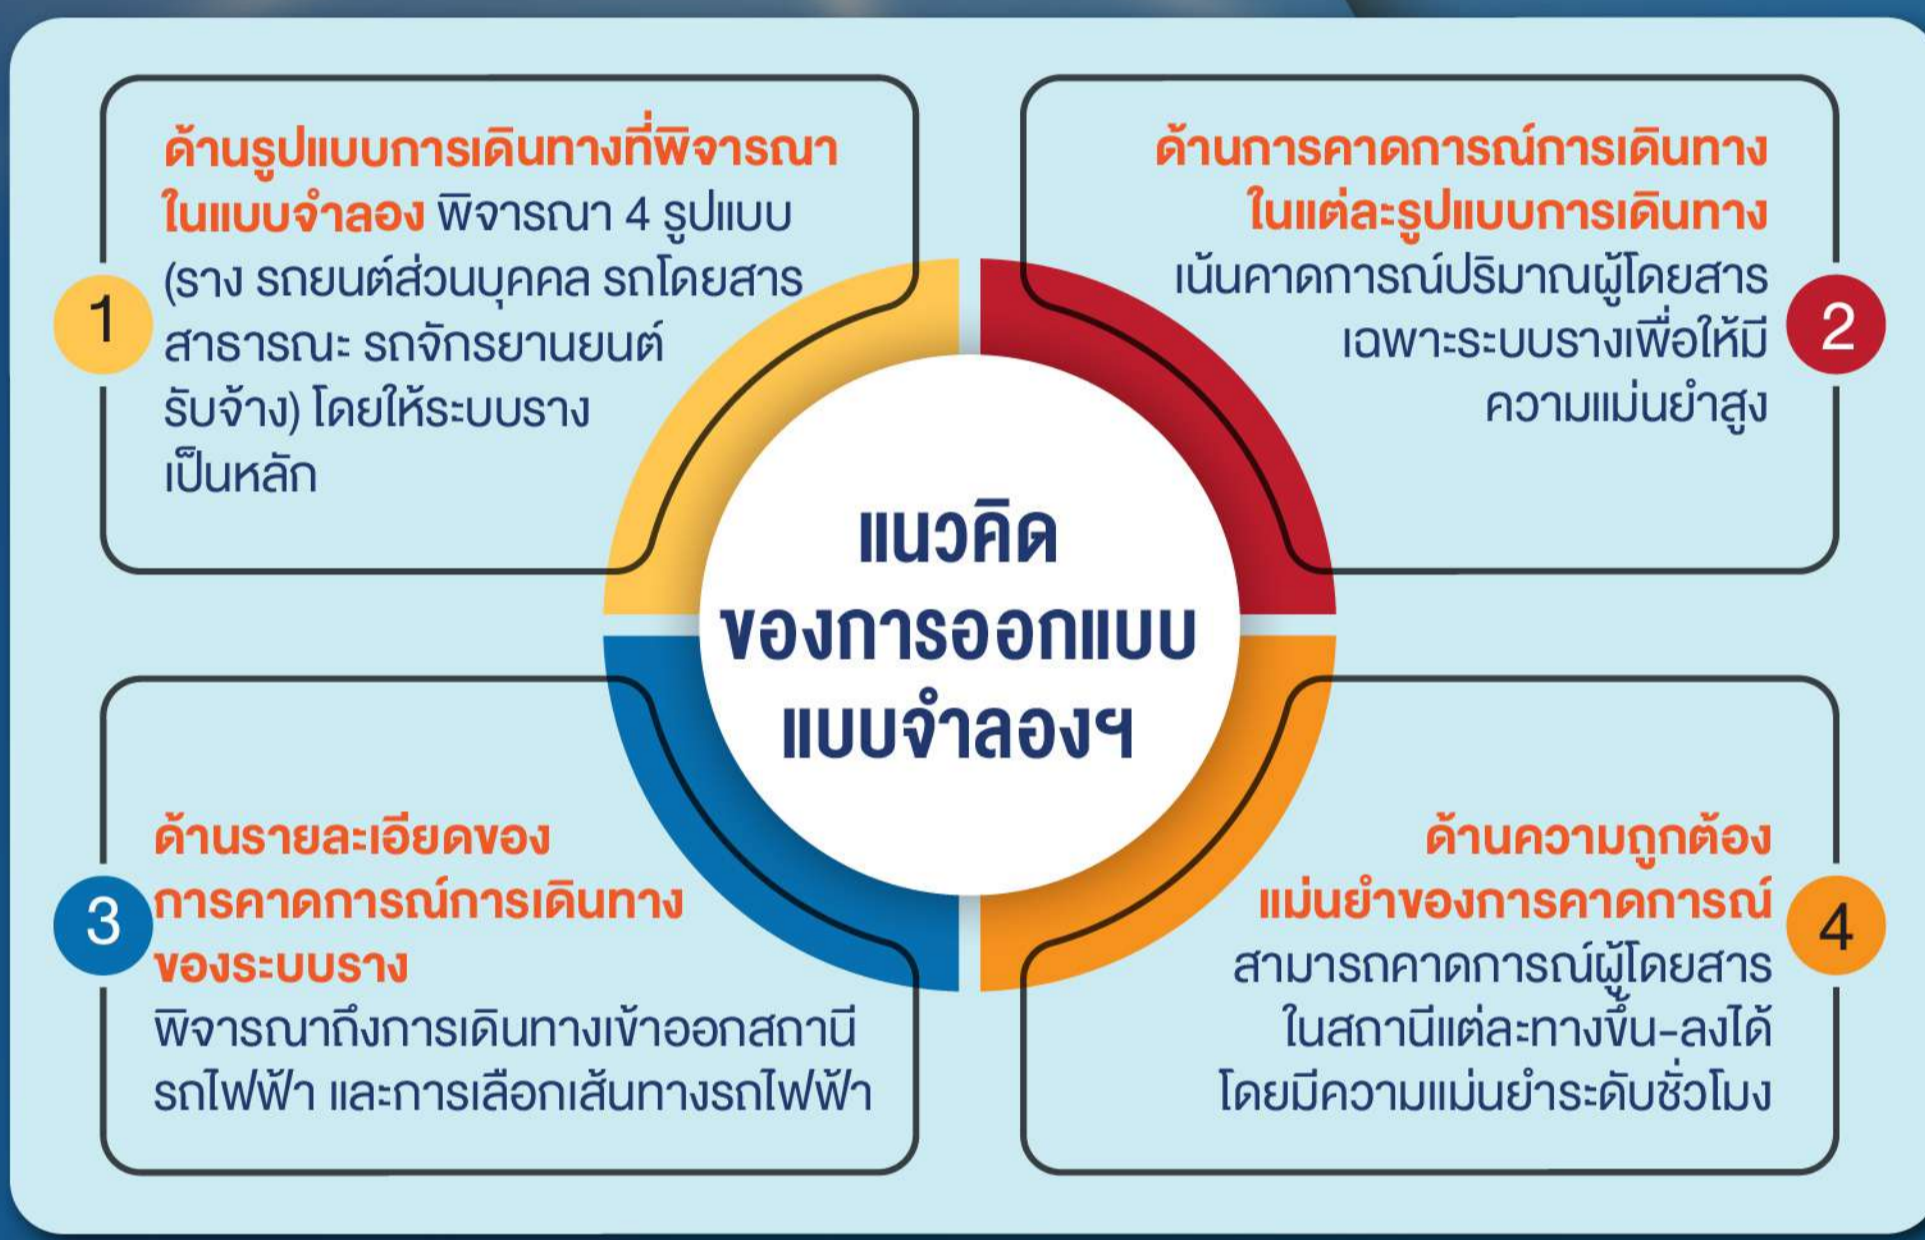 ด้านรูปแบบการเดินทางที่พิจารณา
ในแบบจำลอง พิจารณา 4 รูปแบบ
(ราง รถยนต์ส่วนบุคคล รถโดยสาร
สาธารณะ รถจักรยานยนต์
รับจ้าง) โดยให้ระบบราง
เป็นหลัก
1
ด้านการคาดการณ์การเดินทาง
ในแต่ละรูปแบบการเดินทาง
เน้นคาดการณ์ปริมาณผู้โดยสาร
เฉพาะระบบรางเพื่อให้มี
ความแม่นยำสูง
2
แนวคิด
ของการออกแบบ
แบบจำลองฯ
ด้านรายละเอียดของ
การคาดการณ์การเดินทาง
ของระบบราง
พิจารณาถึงการเดินทางเข้าออกสถานี
รถไฟฟ้า และการเลือกเส้นทางรถไฟฟ้า
3
ด้านความถูกต้อง
แม่นยำของการคาดการณ์
สามารถคาดการณ์ผู้โดยสาร
ในสถานีแต่ละทางขึ้น-ลงได้
โดยมีความแม่นยำระดับชั่วโมง
4